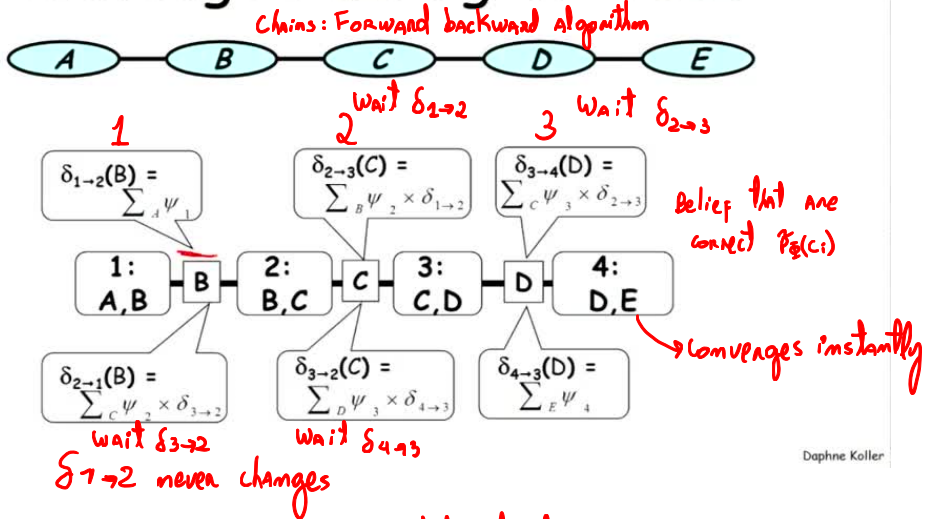 Chains: Forward backward Algorithm
A B C D E
wait δ1→2
wait δ2→3
1 2 3
δ1→2(B) =
∑A ψ1
δ2→3(C) =
∑B ψ2 × δ1→2
δ3→4(D) =
∑C ψ3 × δ2→3
Belief that are
correct P̃Φ(Ci)
1:
A,B
B
2:
B,C
C
3:
C,D
D
4:
D,E
→ converges instantly
δ2→1(B) =
∑C ψ2 × δ3→2
δ3→2(C) =
∑D ψ3 × δ4→3
δ4→3(D) =
∑E ψ4
wait δ3→2
wait δ4→3
δ1→2 never changes
Daphne Koller